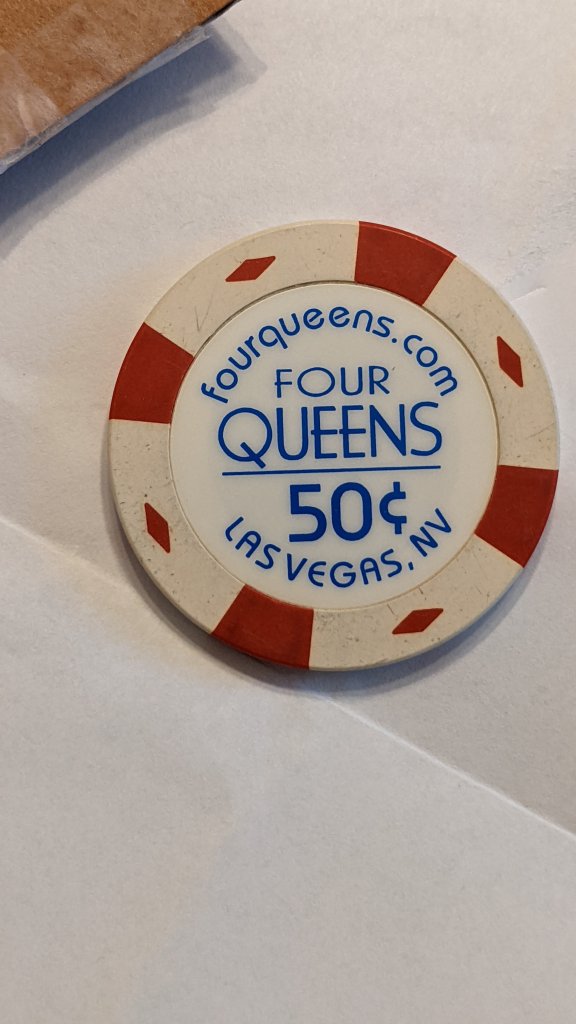 fourqueens.com
FOUR
QUEENS
50¢
LAS VEGAS, NV